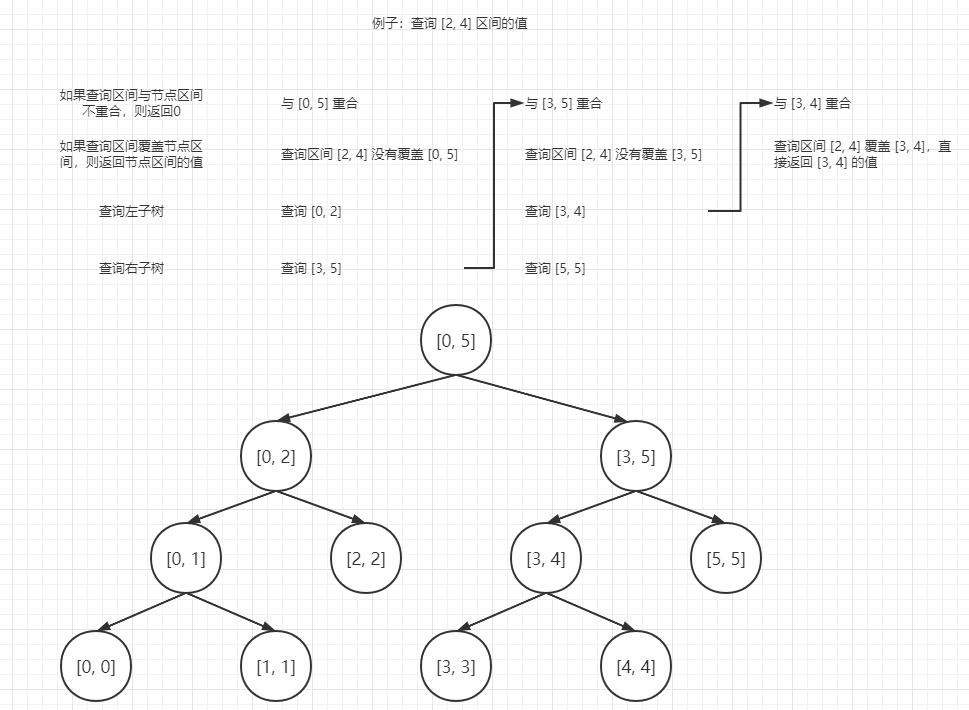 例子：查询 [2, 4] 区间的值
如果查询区间与节点区间
不重合，则返回0
与 [0, 5] 重合
与 [3, 5] 重合
与 [3, 4] 重合
如果查询区间覆盖节点区
间，则返回节点区间的值
查询区间 [2, 4] 没有覆盖 [0, 5]
查询区间 [2, 4] 没有覆盖 [3, 5]
查询区间 [2, 4] 覆盖 [3, 4]，直
接返回 [3, 4] 的值
查询左子树
查询 [0, 2]
查询 [3, 4]
查询右子树
查询 [3, 5]
查询 [5, 5]
[0, 5]
[0, 2]
[3, 5]
[0, 1]
[2, 2]
[3, 4]
[5, 5]
[0, 0]
[1, 1]
[3, 3]
[4, 4]